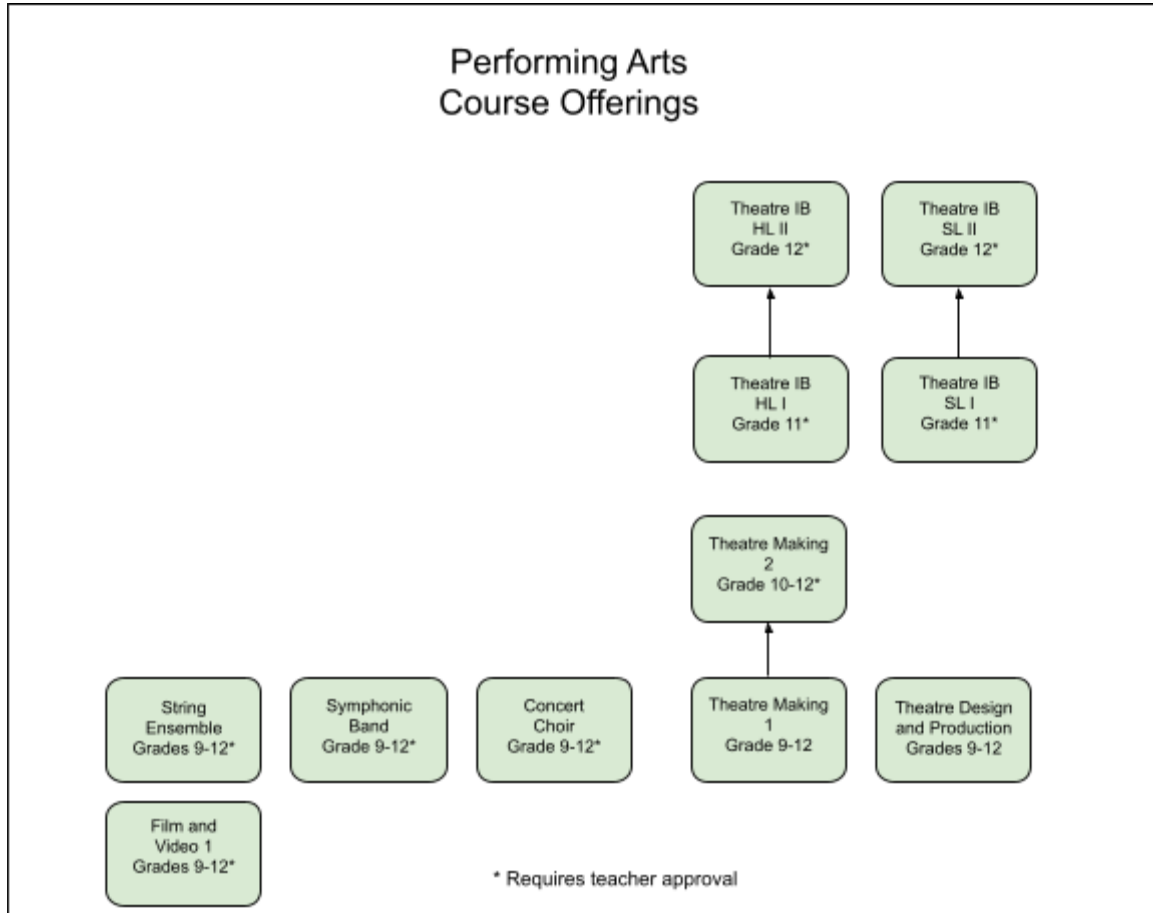 Performing Arts
Course Offerings
Theatre IB
HL II
Grade 12*
Theatre IB
SL II
Grade 12*
Theatre IB
HL I
Grade 11*
Theatre IB
SL I
Grade 11*
Theatre Making
2
Grade 10-12*
String
Ensemble
Grades 9-12*
Symphonic
Band
Grade 9-12*
Concert
Choir
Grade 9-12*
Theatre Making
1
Grade 9-12
Theatre Design
and Production
Grades 9-12
Film and
Video 1
Grades 9-12*
* Requires teacher approval